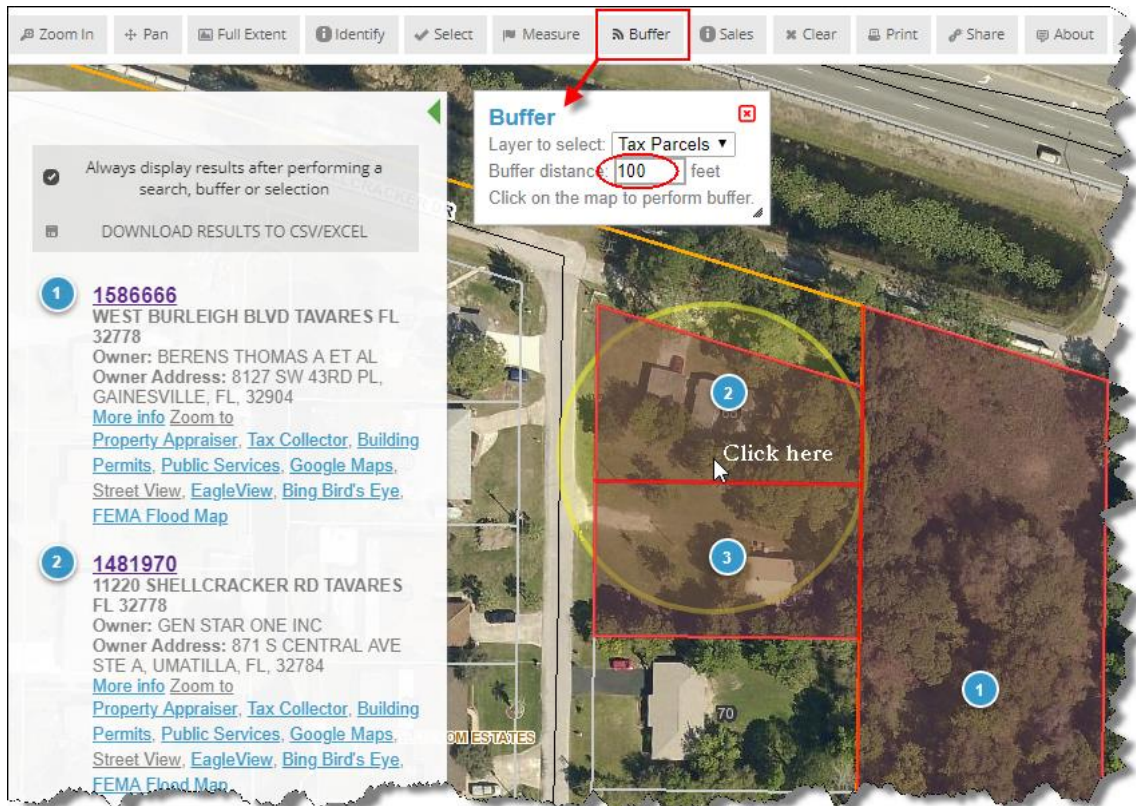 Zoom In Pan Full Extent Identify Select Measure Buffer Sales Clear Print Share About
Buffer
Layer to select: Tax Parcels
Buffer distance: 100 feet
Click on the map to perform buffer.
Always display results after performing a
search, buffer or selection
DOWNLOAD RESULTS TO CSV/EXCEL
1 1586666
WEST BURLEIGH BLVD TAVARES FL
32778
Owner: BERENS THOMAS A ET AL
Owner Address: 8127 SW 43RD PL,
GAINESVILLE, FL, 32904
More info Zoom to
Property Appraiser, Tax Collector, Building
Permits, Public Services, Google Maps,
Street View, EagleView, Bing Bird's Eye,
FEMA Flood Map
2 1481970
11220 SHELLCRACKER RD TAVARES
FL 32778
Owner: GEN STAR ONE INC
Owner Address: 871 S CENTRAL AVE
STE A, UMATILLA, FL, 32784
More info Zoom to
Property Appraiser, Tax Collector, Building
Permits, Public Services, Google Maps,
Street View, EagleView, Bing Bird's Eye,
FEMA Flood Map
2
Click here
3
1
70
ESTATES